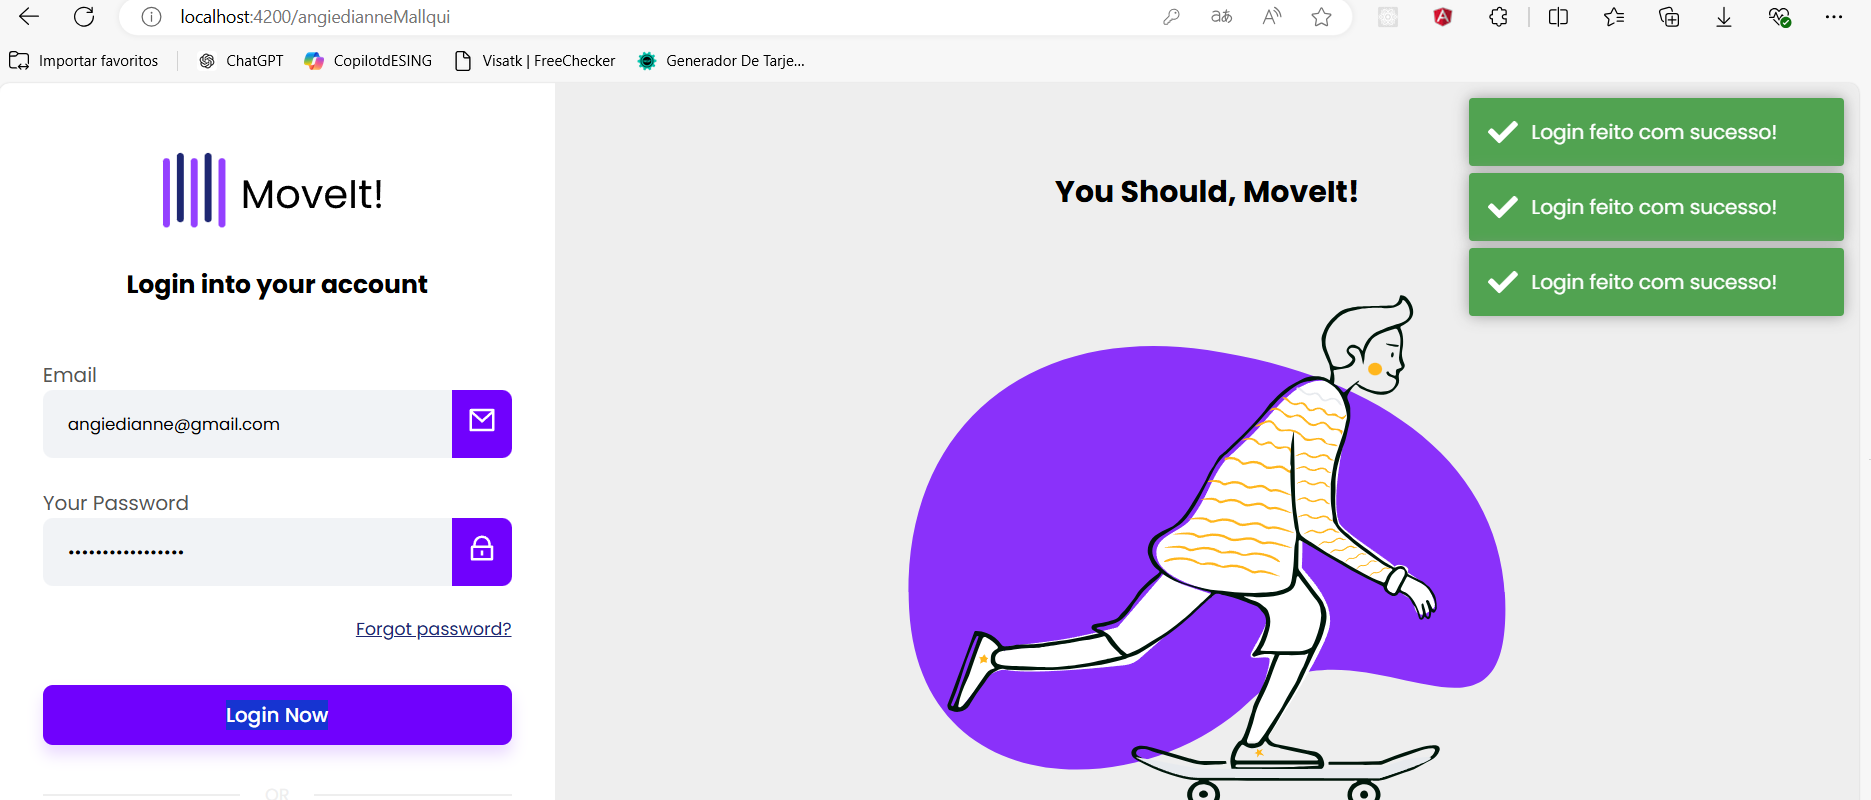 localhost:4200/angiedianneMallqui
Importar favoritos
ChatGPT
CopilotdESING
Visatk | FreeChecker
Generador De Tarje...
MoveIt!
Login into your account
Email
angiedianne@gmail.com
Your Password
Forgot password?
Login Now
OR
You Should, MoveIt!
Login feito com sucesso!
Login feito com sucesso!
Login feito com sucesso!